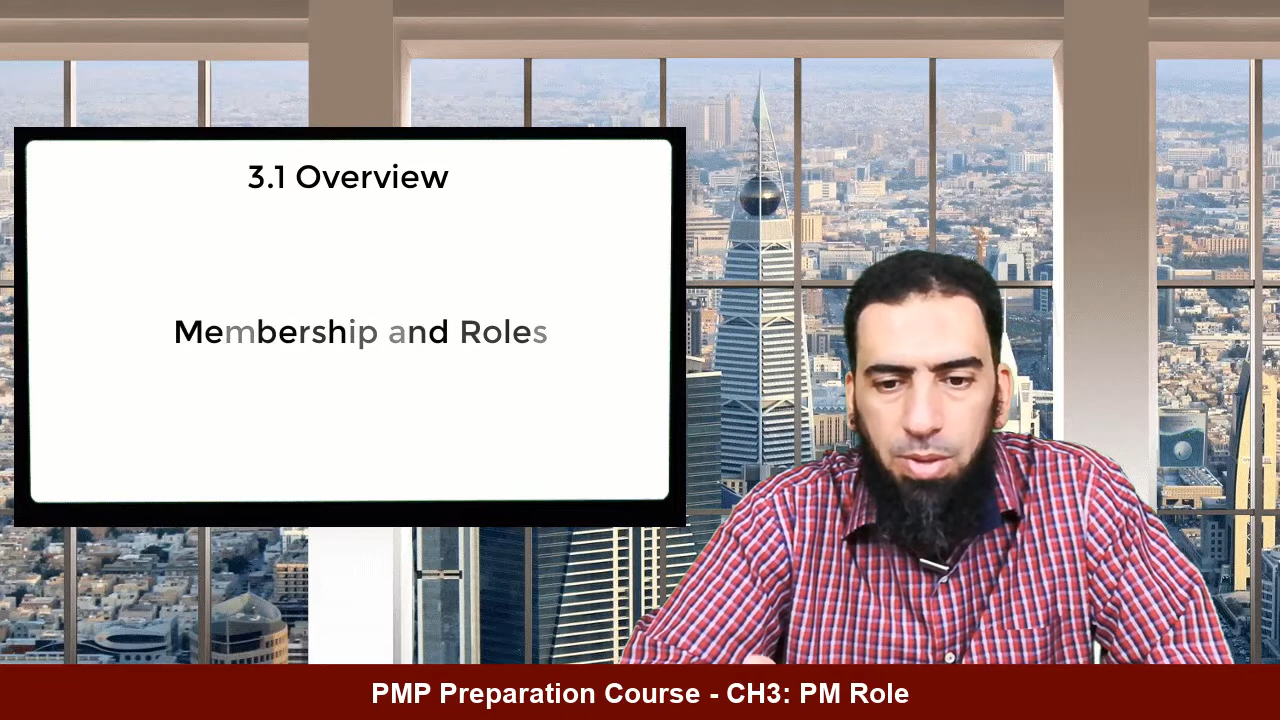 3.1 Overview
Membership and Roles
PMP Preparation Course - CH3: PM Role